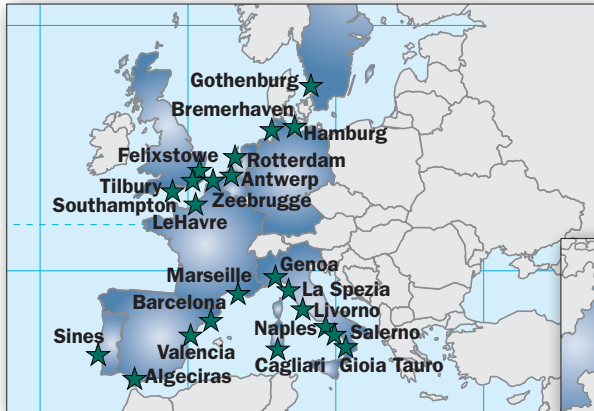 Gothenburg
Bremerhaven
Hamburg
Felixstowe
Rotterdam
Tilbury
Antwerp
Southampton
Zeebrugge
LeHavre
Genoa
Marseille
La Spezia
Barcelona
Livorno
Naples
Salerno
Sines
Valencia
Cagliari
Gioia Tauro
Algeciras